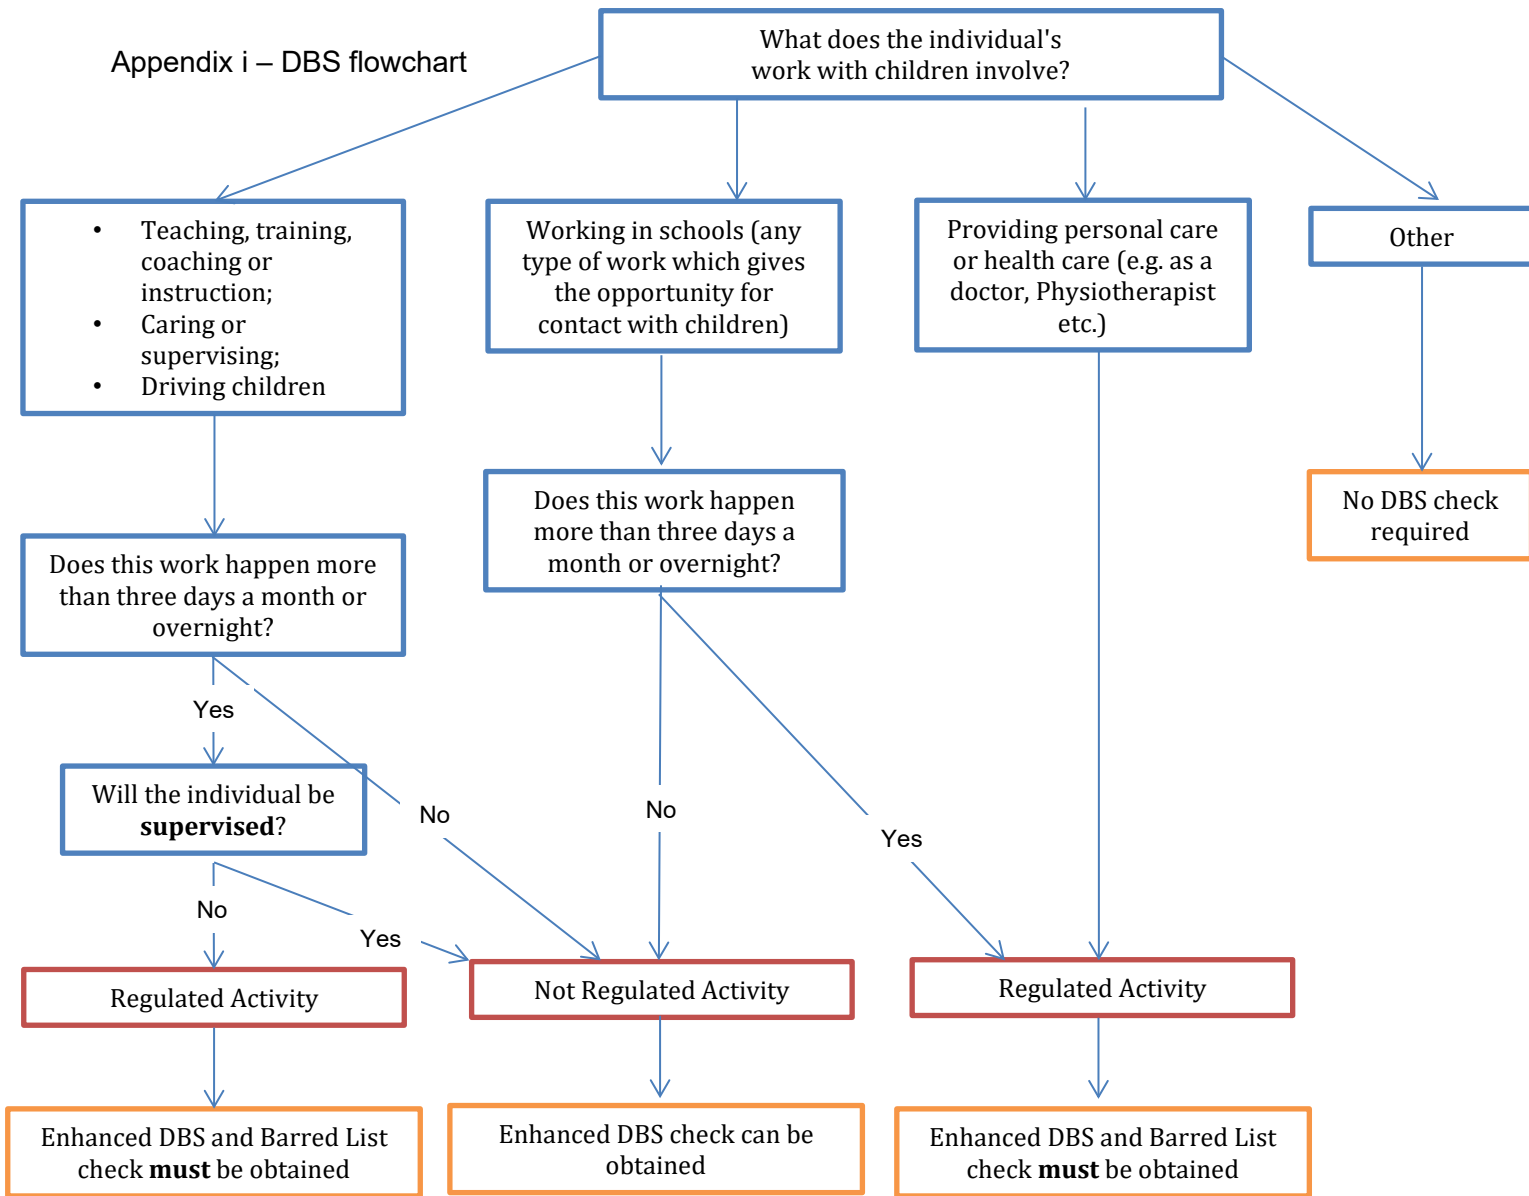 Appendix i – DBS flowchart
What does the individual's
work with children involve?
• Teaching, training,
coaching or
instruction;
• Caring or
supervising;
• Driving children
Working in schools (any
type of work which gives
the opportunity for
contact with children)
Providing personal care
or health care (e.g. as a
doctor, Physiotherapist
etc.)
Other
Does this work happen
more than three days a
month or overnight?
No DBS check
required
Does this work happen more
than three days a month or
overnight?
Yes
Will the individual be
supervised?
No
No
Yes
No
Yes
Regulated Activity
Not Regulated Activity
Regulated Activity
Enhanced DBS and Barred List
check must be obtained
Enhanced DBS check can be
obtained
Enhanced DBS and Barred List
check must be obtained